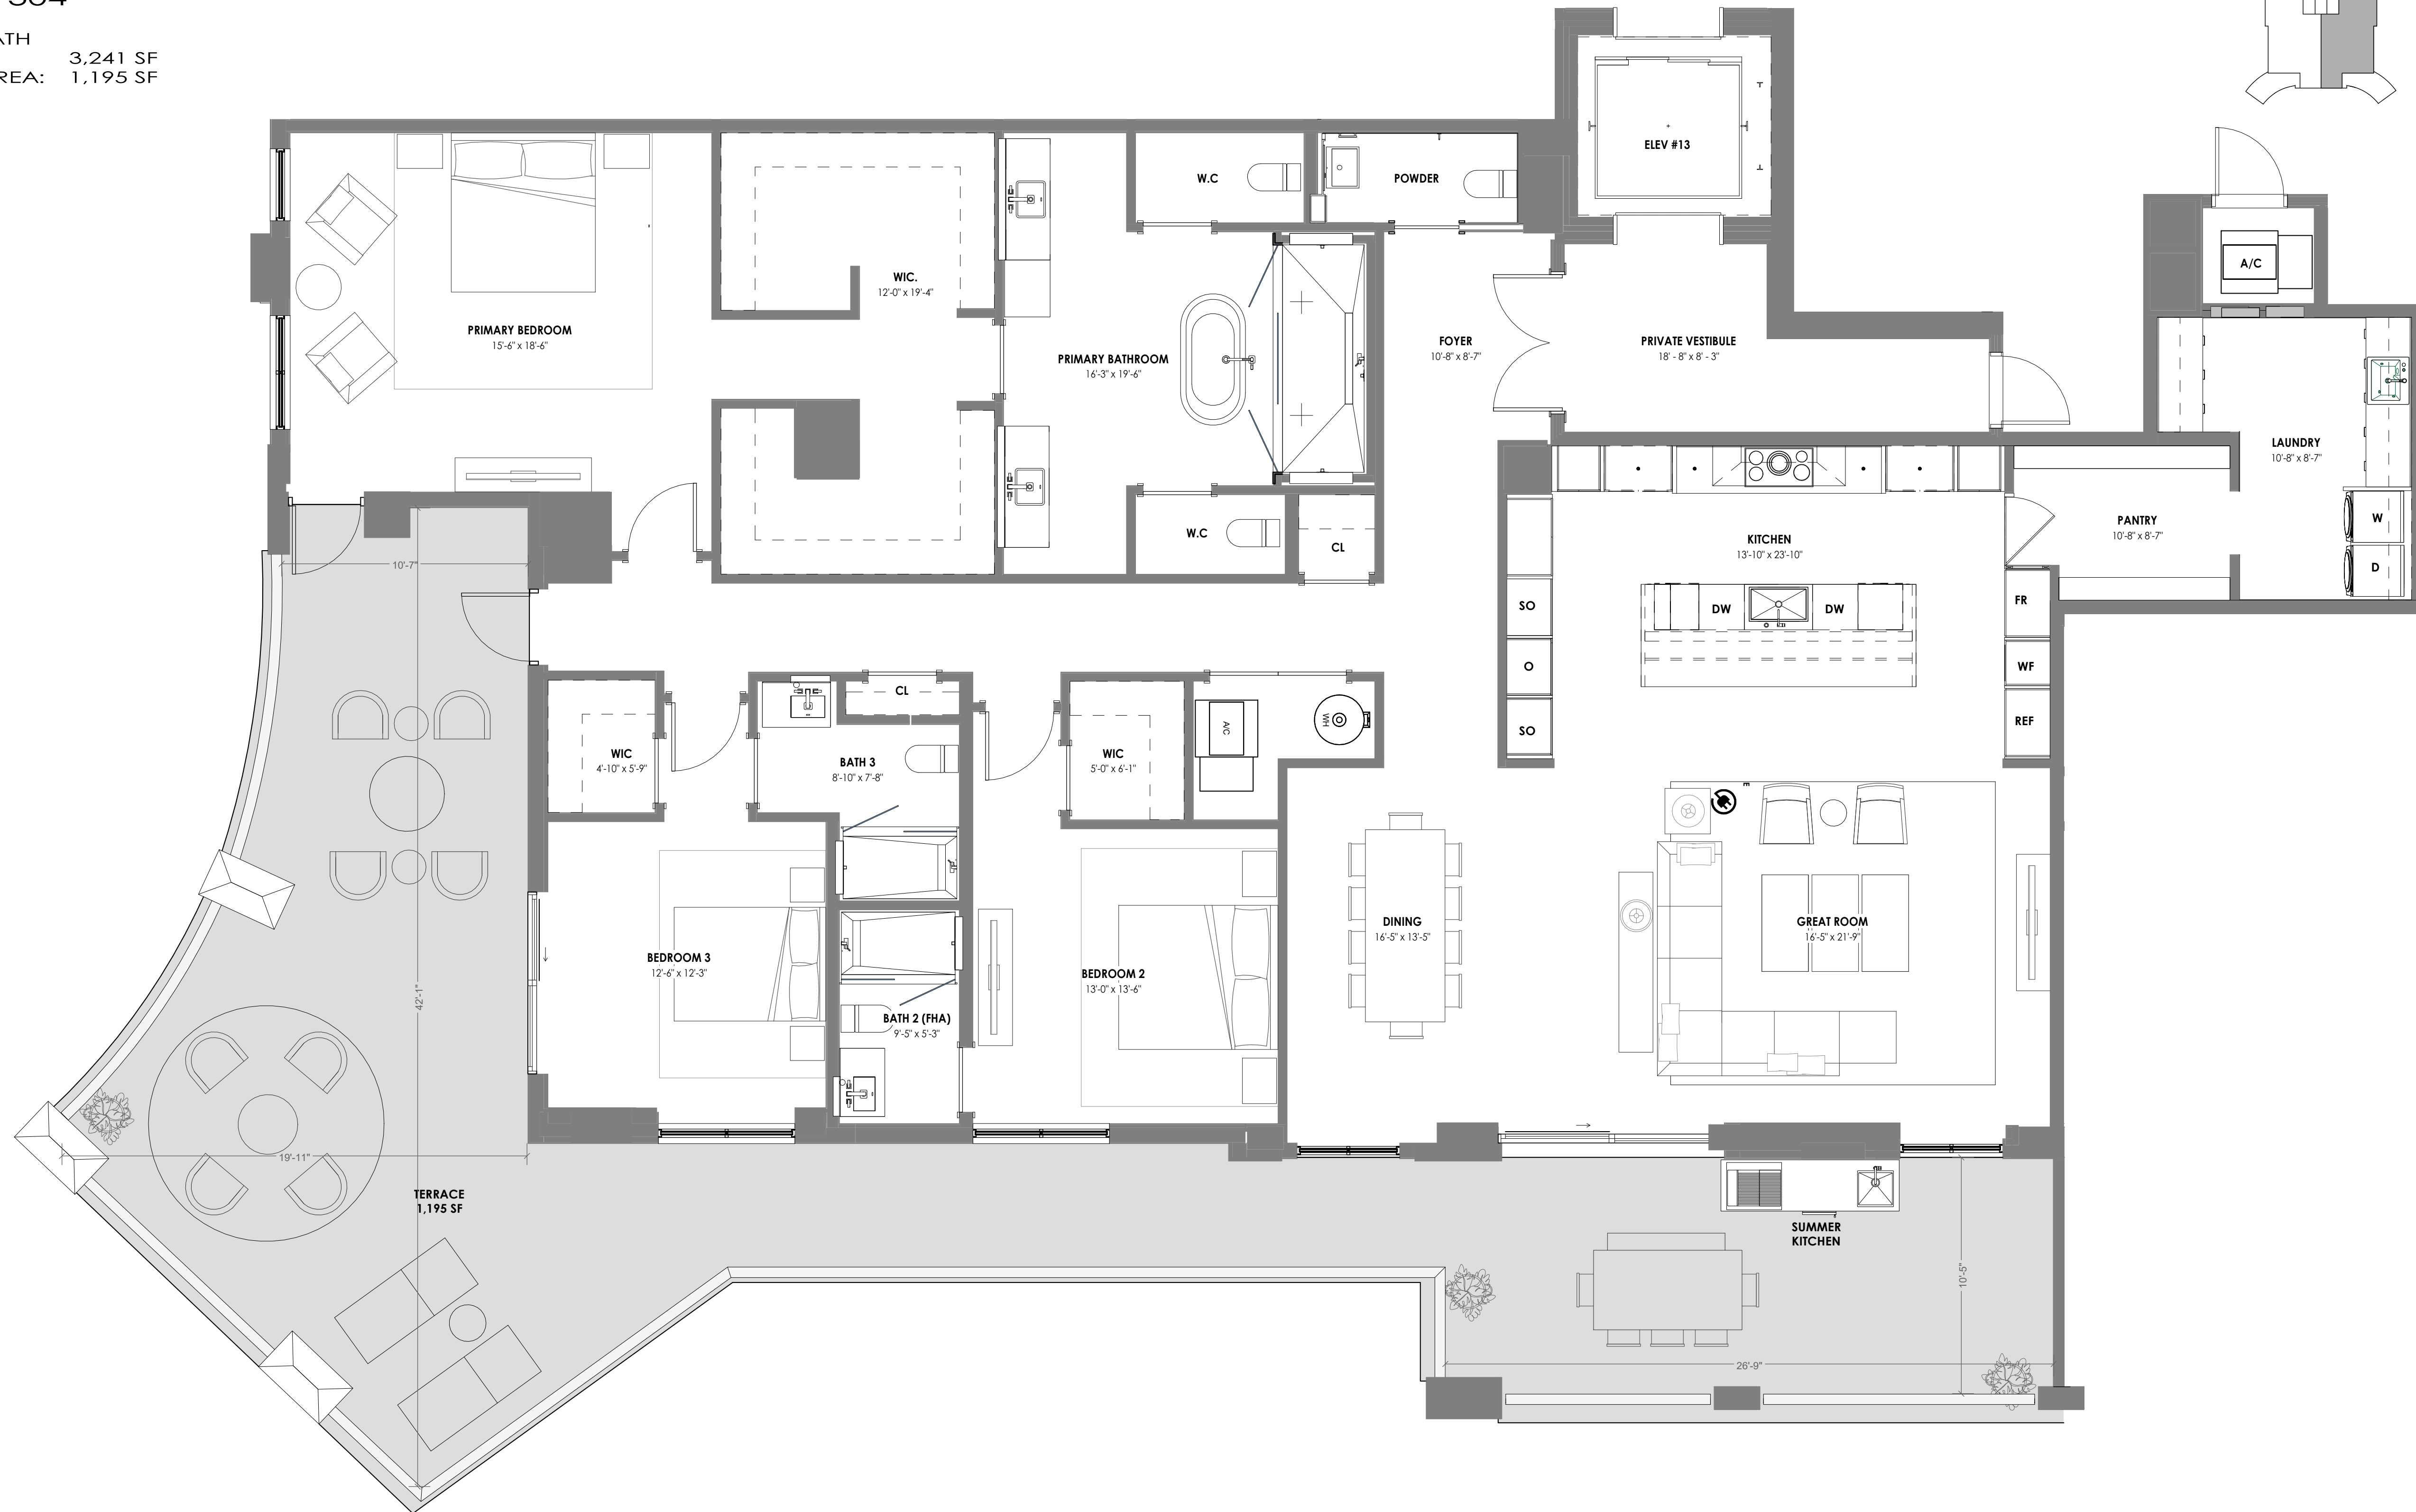 3,241 SF
1,195 SF
ELEV #13
W.C
POWDER
A/C
WIC.
12'-0" x 19'-4"
PRIMARY BEDROOM
15'-6" x 18'-6"
PRIMARY BATHROOM
16'-3" x 19'-6"
FOYER
10'-8" x 8'-7"
PRIVATE VESTIBULE
18' - 8" x 8' - 3"
LAUNDRY
10'-8" x 8'-7"
W
D
PANTRY
10'-8" x 8'-7"
KITCHEN
13'-10" x 23'-10"
W.C
CL
10'-7"
SO
DW
DW
FR
O
WF
SO
REF
CL
WIC
4'-10" x 5'-9"
BATH 3
8'-10" x 7'-8"
WIC
5'-0" x 6'-1"
A/C
WH
E
DINING
16'-5" x 13'-5"
GREAT ROOM
16'-5" x 21'-9"
BEDROOM 3
12'-6" x 12'-3"
BEDROOM 2
13'-0" x 13'-6"
42'-1"
BATH 2 (FHA)
9'-5" x 5'-3"
19'-11"
TERRACE
1,195 SF
SUMMER
KITCHEN
10'-5"
26'-9"